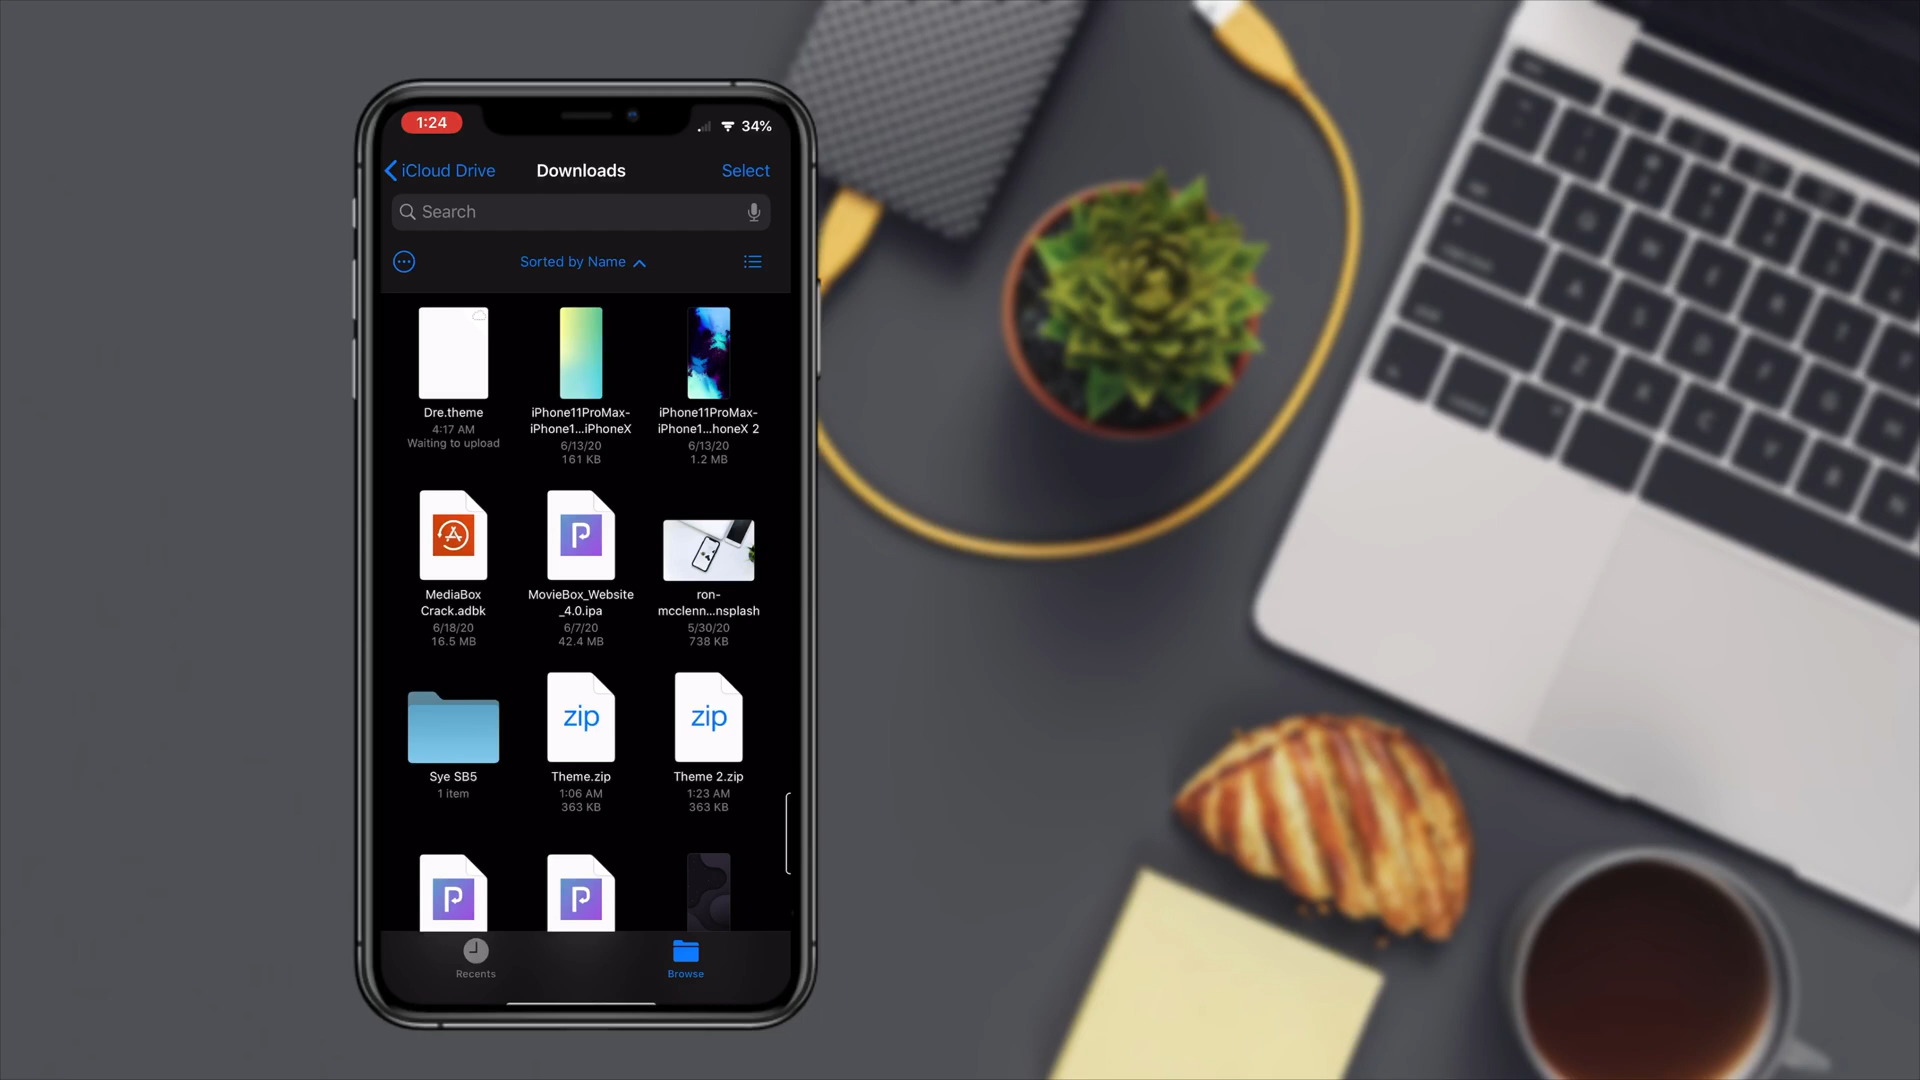 1:24
34%
iCloud Drive
Downloads
Select
Search
Sorted by Name
Dre.theme
4:17 AM
Waiting to upload
iPhone11ProMax-
iPhone1...iPhoneX
6/13/20
161 KB
iPhone11ProMax-
iPhone1...honeX 2
6/13/20
1.2 MB
MediaBox
Crack.adbk
6/18/20
16.5 MB
P
MovieBox_Website
_4.0.ipa
6/7/20
42.4 MB
ron-
mcclenn...nsplash
5/30/20
738 KB
Sye SB5
1 item
zip
Theme.zip
1:06 AM
363 KB
zip
Theme 2.zip
1:23 AM
363 KB
P
P
Recents
Browse